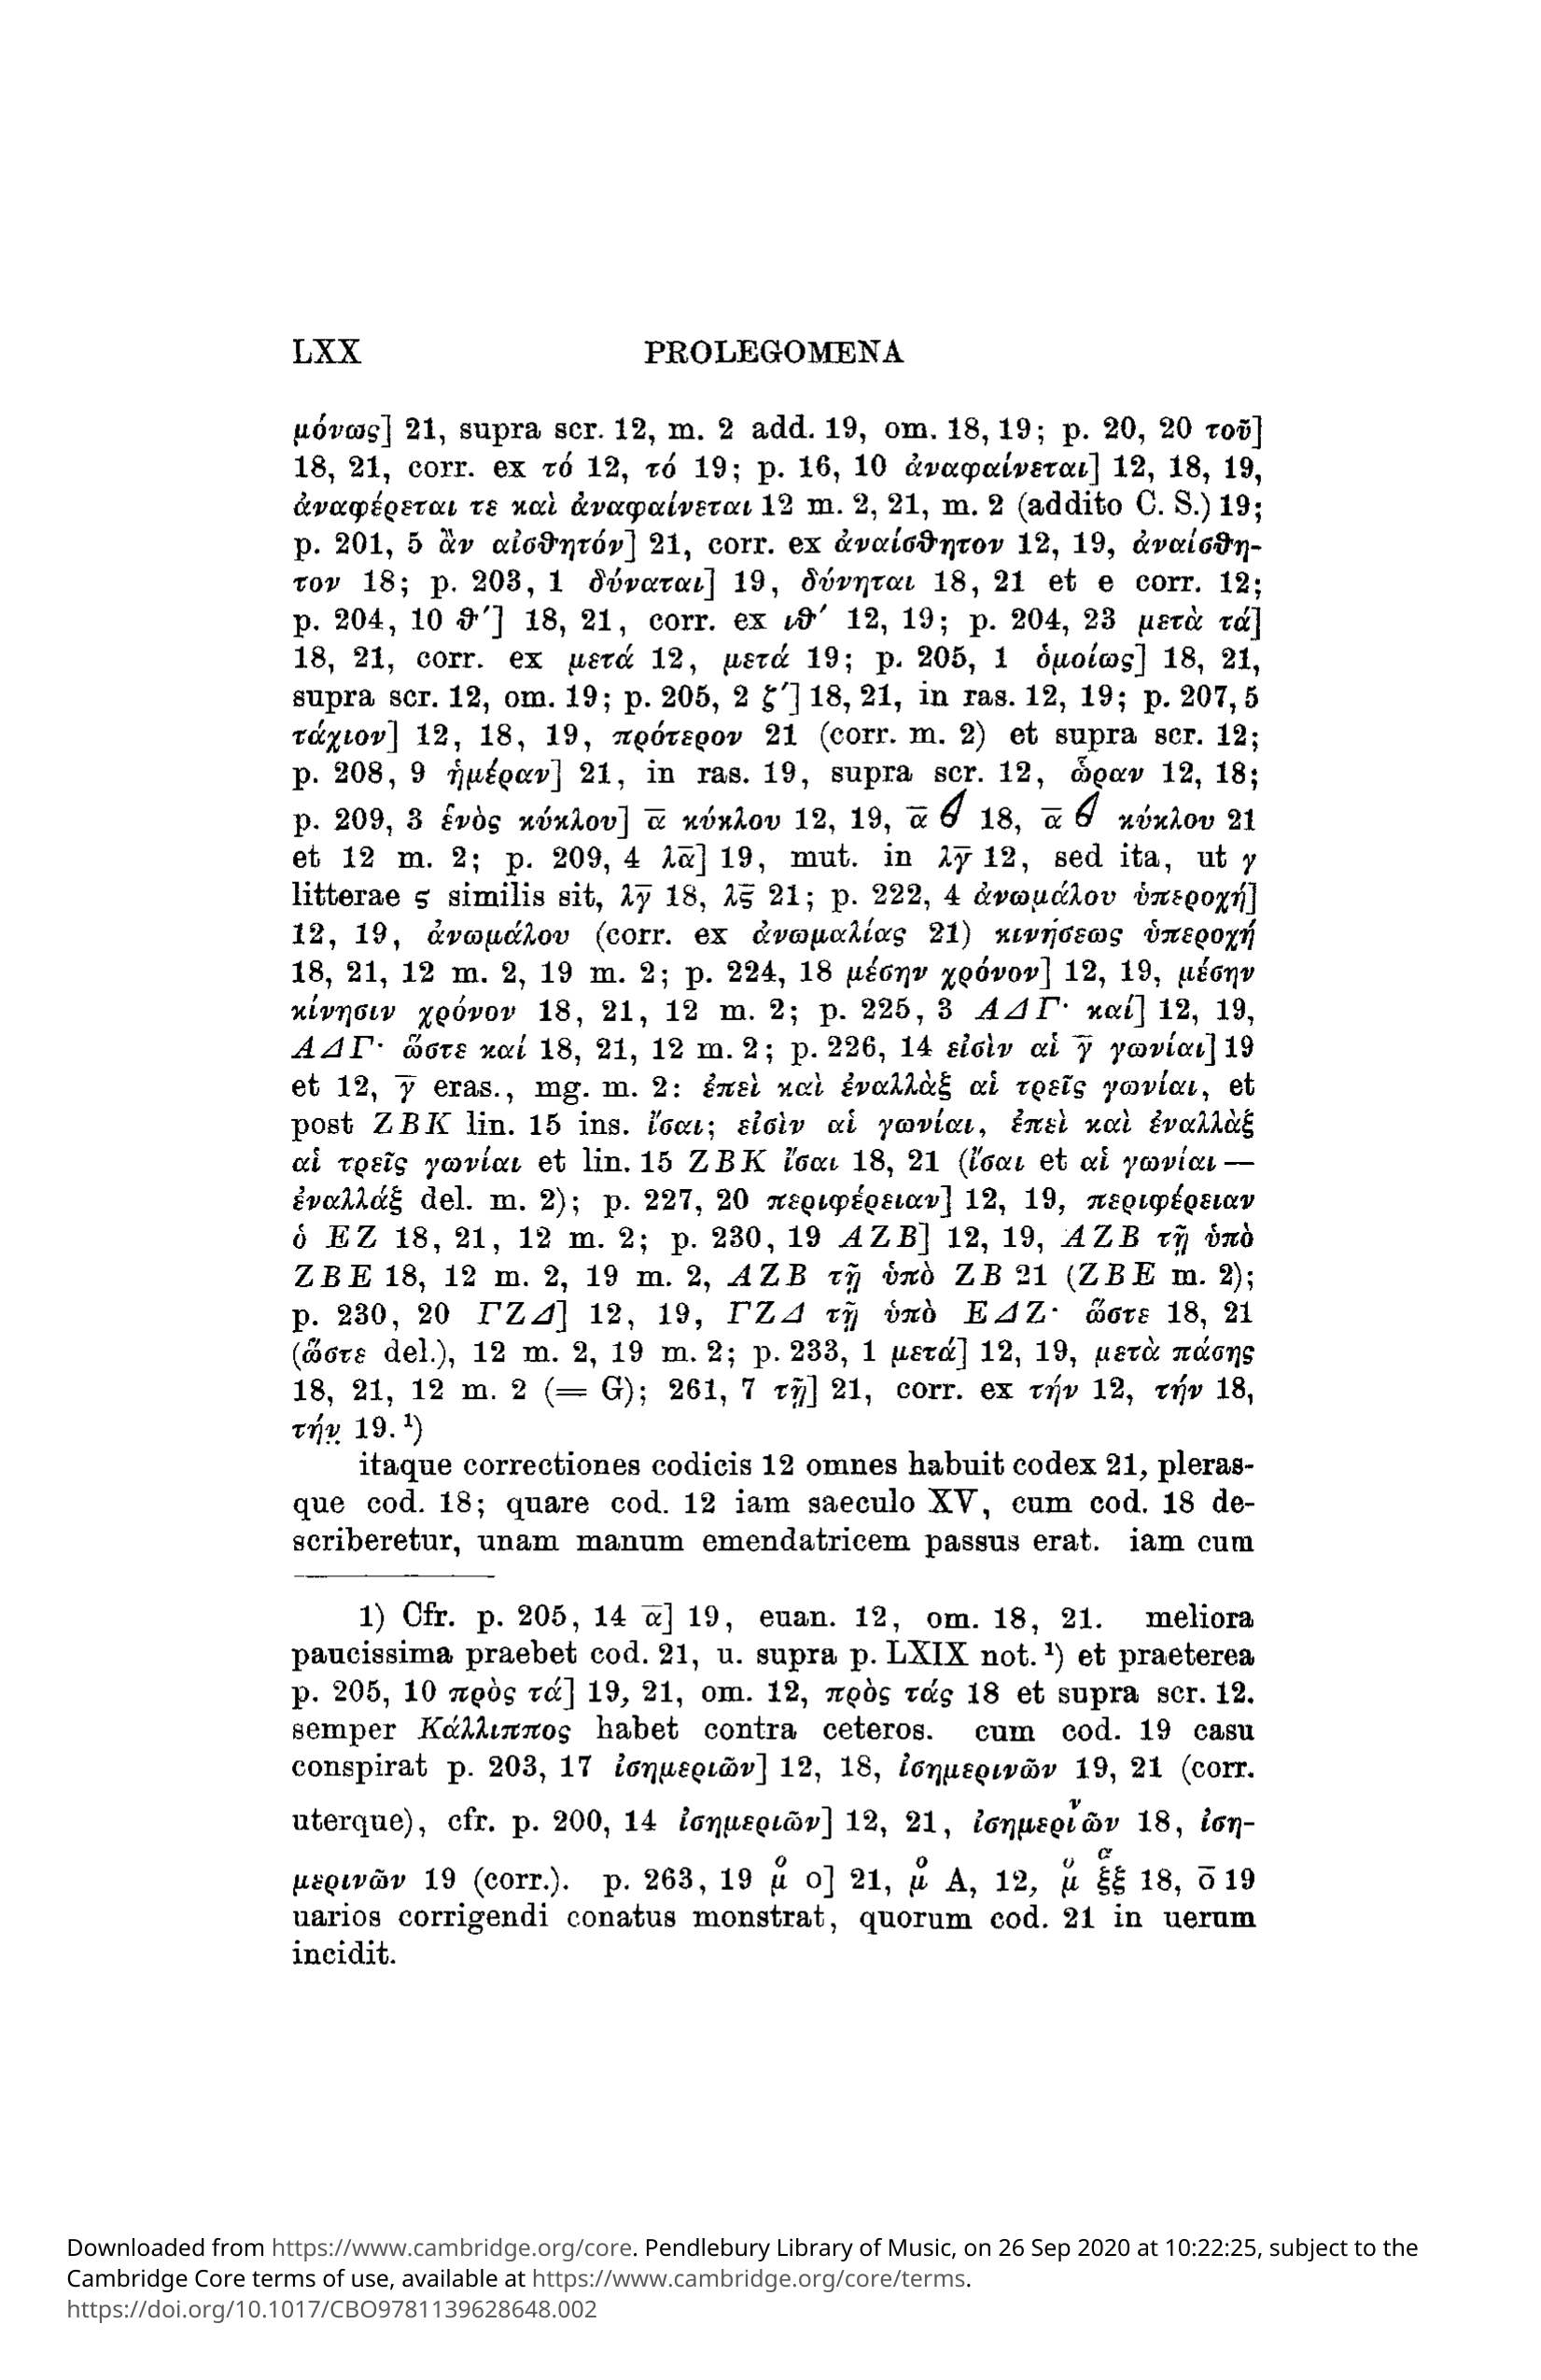 LXX PROLEGOMENA
μόνως] 21, supra scr. 12, m. 2 add. 19, om. 18, 19; p. 20, 20 τοῦ]
18, 21, corr. ex τό 12, τό 19; p. 16, 10 ἀναφαίνεται] 12, 18, 19,
ἀναφέρεται τε καὶ ἀναφαίνεται 12 m. 2, 21, m. 2 (addito C. S.) 19;
p. 201, 5 ἂν αἰσθητόν] 21, corr. ex ἀναίσθητον 12, 19, ἀναίσθη-
τον 18; p. 203, 1 δύναται] 19, δύνηται 18, 21 et e corr. 12;
p. 204, 10 θ′] 18, 21, corr. ex ιθ′ 12, 19; p. 204, 23 μετὰ τά]
18, 21, corr. ex μετά 12, μετά 19; p. 205, 1 ὁμοίως] 18, 21,
supra scr. 12, om. 19; p. 205, 2 ζ′] 18, 21, in ras. 12, 19; p. 207, 5
τάχιον] 12, 18, 19, πρότερον 21 (corr. m. 2) et supra scr. 12;
p. 208, 9 ἡμέραν] 21, in ras. 19, supra scr. 12, ὧραν 12, 18;
p. 209, 3 ἑνὸς κύκλου] α̅ κύκλου 12, 19, α̅ 18, α̅ κύκλου 21
et 12 m. 2; p. 209, 4 λα̅] 19, mut. in λγ̅ 12, sed ita, ut γ
litterae ς similis sit, λγ̅ 18, λς̅ 21; p. 222, 4 ἀνωμάλου ὑπεροχή]
12, 19, ἀνωμάλου (corr. ex ἀνωμαλίας 21) κινήσεως ὑπεροχή
18, 21, 12 m. 2, 19 m. 2; p. 224, 18 μέσην χρόνον] 12, 19, μέσην
κίνησιν χρόνον 18, 21, 12 m. 2; p. 225, 3 ΑΔΓ· καί] 12, 19,
ΑΔΓ· ὥστε καί 18, 21, 12 m. 2; p. 226, 14 εἰσὶν αἱ γ̅ γωνίαι] 19
et 12, γ̅ eras., mg. m. 2: ἐπεὶ καὶ ἐναλλὰξ αἱ τρεῖς γωνίαι, et
post ΖΒΚ lin. 15 ins. ἴσαι; εἰσὶν αἱ γωνίαι, ἐπεὶ καὶ ἐναλλὰξ
αἱ τρεῖς γωνίαι et lin. 15 ΖΒΚ ἴσαι 18, 21 (ἴσαι et αἱ γωνίαι —
ἐναλλάξ del. m. 2); p. 227, 20 περιφέρειαν] 12, 19, περιφέρειαν
ὁ ΕΖ 18, 21, 12 m. 2; p. 230, 19 ΑΖΒ] 12, 19, ΑΖΒ τῇ ὑπὸ
ΖΒΕ 18, 12 m. 2, 19 m. 2, ΑΖΒ τῇ ὑπὸ ΖΒ 21 (ΖΒΕ m. 2);
p. 230, 20 ΓΖΔ] 12, 19, ΓΖΔ τῇ ὑπὸ ΕΔΖ· ὥστε 18, 21
(ὥστε del.), 12 m. 2, 19 m. 2; p. 233, 1 μετά] 12, 19, μετὰ πάσης
18, 21, 12 m. 2 (= G); 261, 7 τῇ] 21, corr. ex τήν 12, τήν 18,
τήν̤ 19.¹)
itaque correctiones codicis 12 omnes habuit codex 21, pleras-
que cod. 18; quare cod. 12 iam saeculo XV, cum cod. 18 de-
scriberetur, unam manum emendatricem passus erat. iam cum
1) Cfr. p. 205, 14 α̅] 19, euan. 12, om. 18, 21. meliora
paucissima praebet cod. 21, u. supra p. LXIX not.¹) et praeterea
p. 205, 10 πρὸς τά] 19, 21, om. 12, πρὸς τάς 18 et supra scr. 12.
semper Κάλλιππος habet contra ceteros. cum cod. 19 casu
conspirat p. 203, 17 ἰσημεριῶν] 12, 18, ἰσημερινῶν 19, 21 (corr.
uterque), cfr. p. 200, 14 ἰσημεριῶν] 12, 21, ἰσημερινῶν 18, ἰση-
μερινῶν 19 (corr.). p. 263, 19 μͦ ο] 21, μͦ A, 12, μͦ ξξͣ 18, ο̅ 19
uarios corrigendi conatus monstrat, quorum cod. 21 in uerum
incidit.
Downloaded from https://www.cambridge.org/core. Pendlebury Library of Music, on 26 Sep 2020 at 10:22:25, subject to the
Cambridge Core terms of use, available at https://www.cambridge.org/core/terms.
https://doi.org/10.1017/CBO9781139628648.002